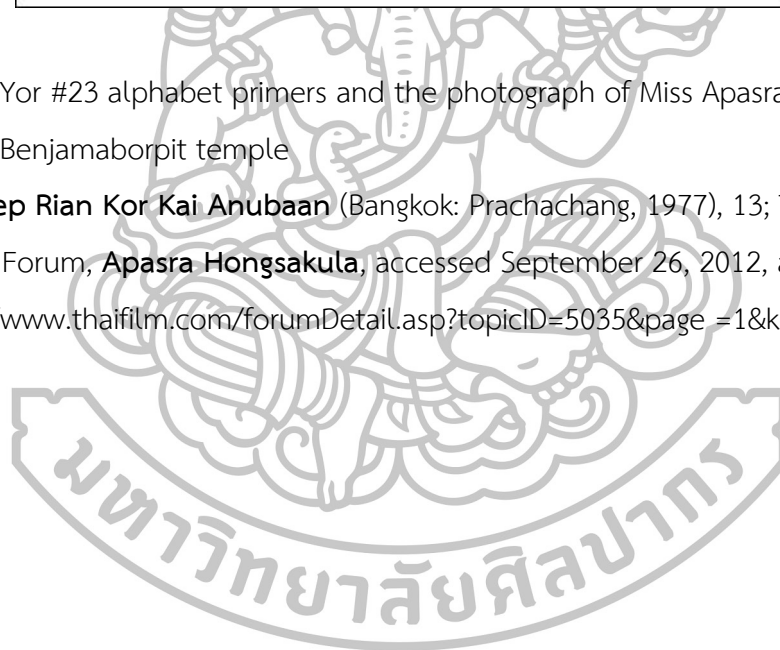 Yor #23 alphabet primers and the photograph of Miss Apasra
Benjamaborpit temple
ep Rian Kor Kai Anubaan (Bangkok: Prachachang, 1977), 13;
Forum, Apasra Hongsakula, accessed September 26, 2012, a
www.thaifilm.com/forumDetail.asp?topicID=5035&page =1&k
มหาวิทยาลัยศิลปากร